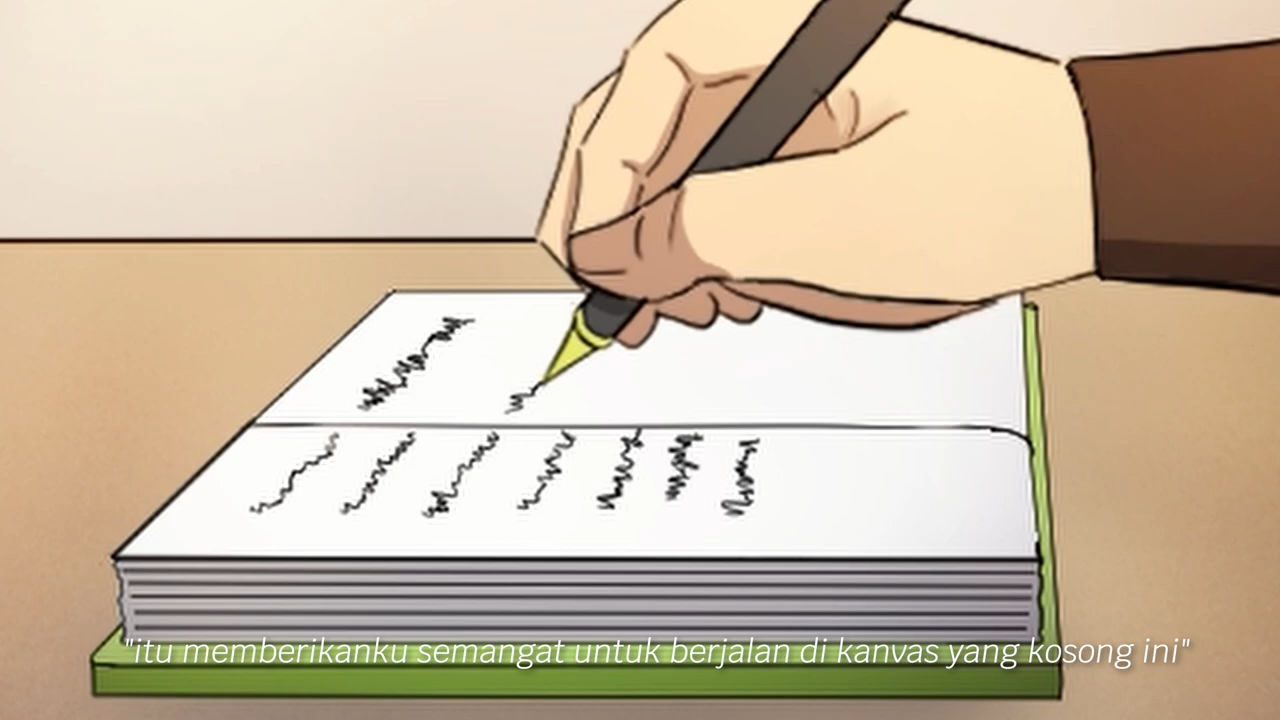 "itu memberikanku semangat untuk berjalan di kanvas yang kosong ini"